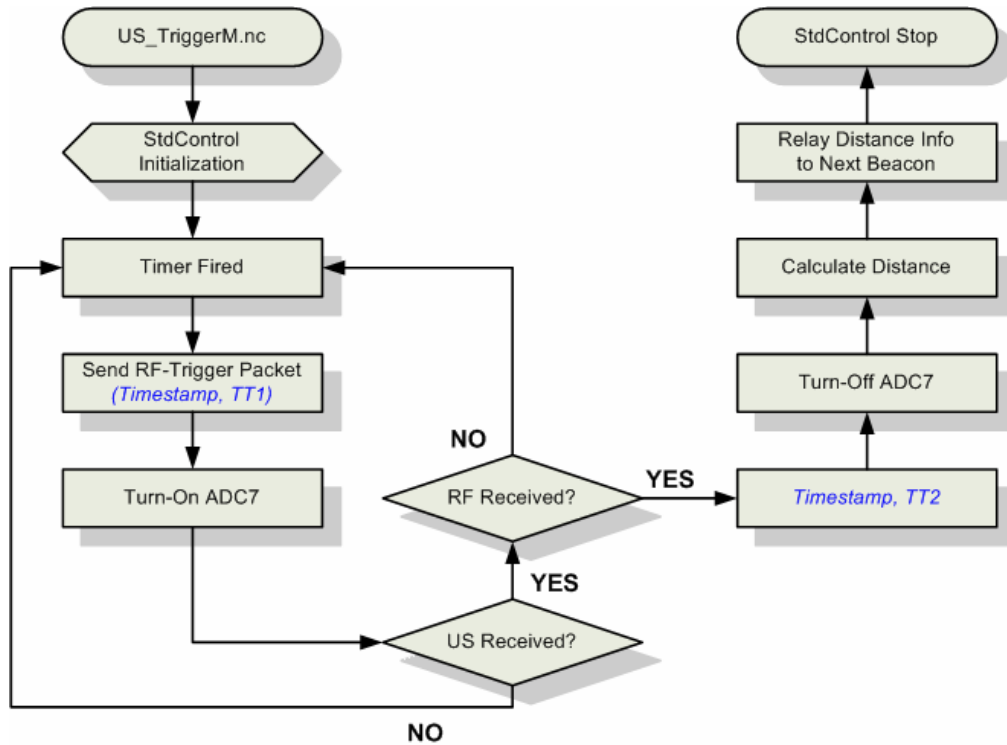 US_TriggerM.nc
StdControl
Initialization
Timer Fired
Send RF-Trigger Packet
(Timestamp, TT1)
Turn-On ADC7
US Received?
NO
YES
RF Received?
NO
YES
Timestamp, TT2
Turn-Off ADC7
Calculate Distance
Relay Distance Info
to Next Beacon
StdControl Stop